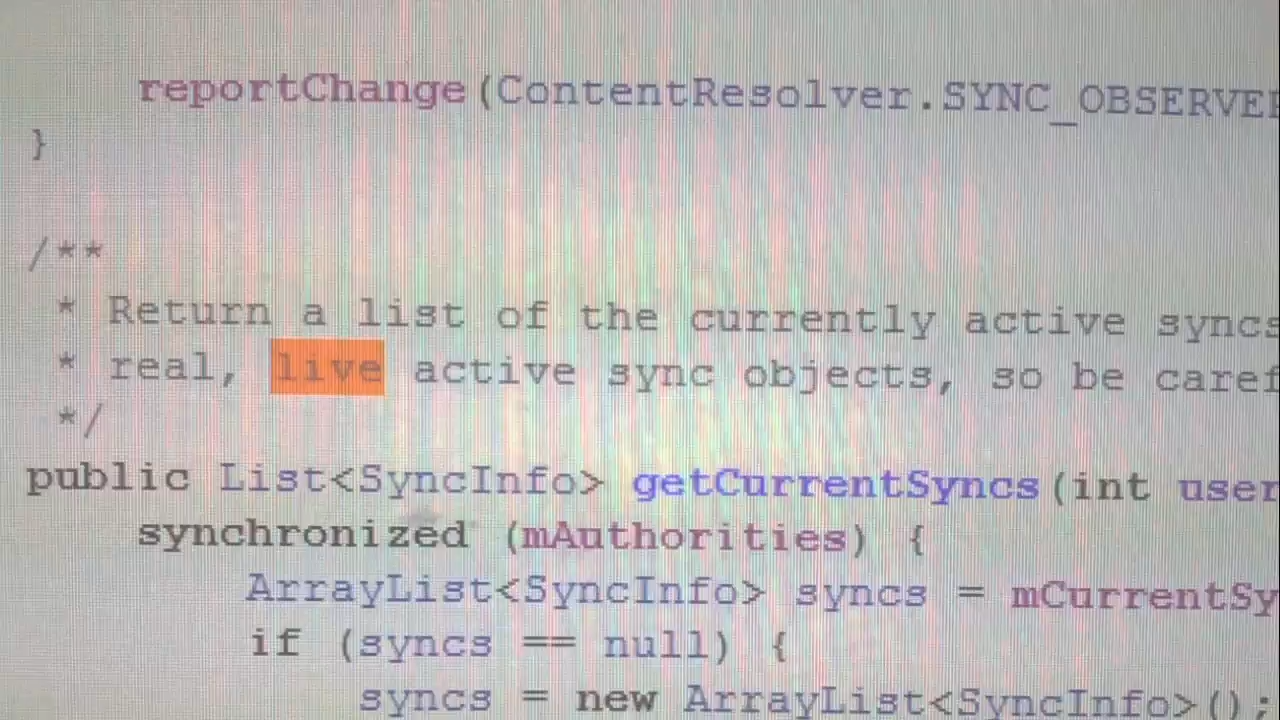 reportChange(ContentResolver.SYNC_OBSERVE
}
/**
* Return a list of the currently active syncs
* real, live active sync objects, so be caref
*/
public List<SyncInfo> getCurrentSyncs(int user
synchronized (mAuthorities) {
ArrayList<SyncInfo> syncs = mCurrentSy
if (syncs == null) {
syncs = new ArrayList<SyncInfo>();